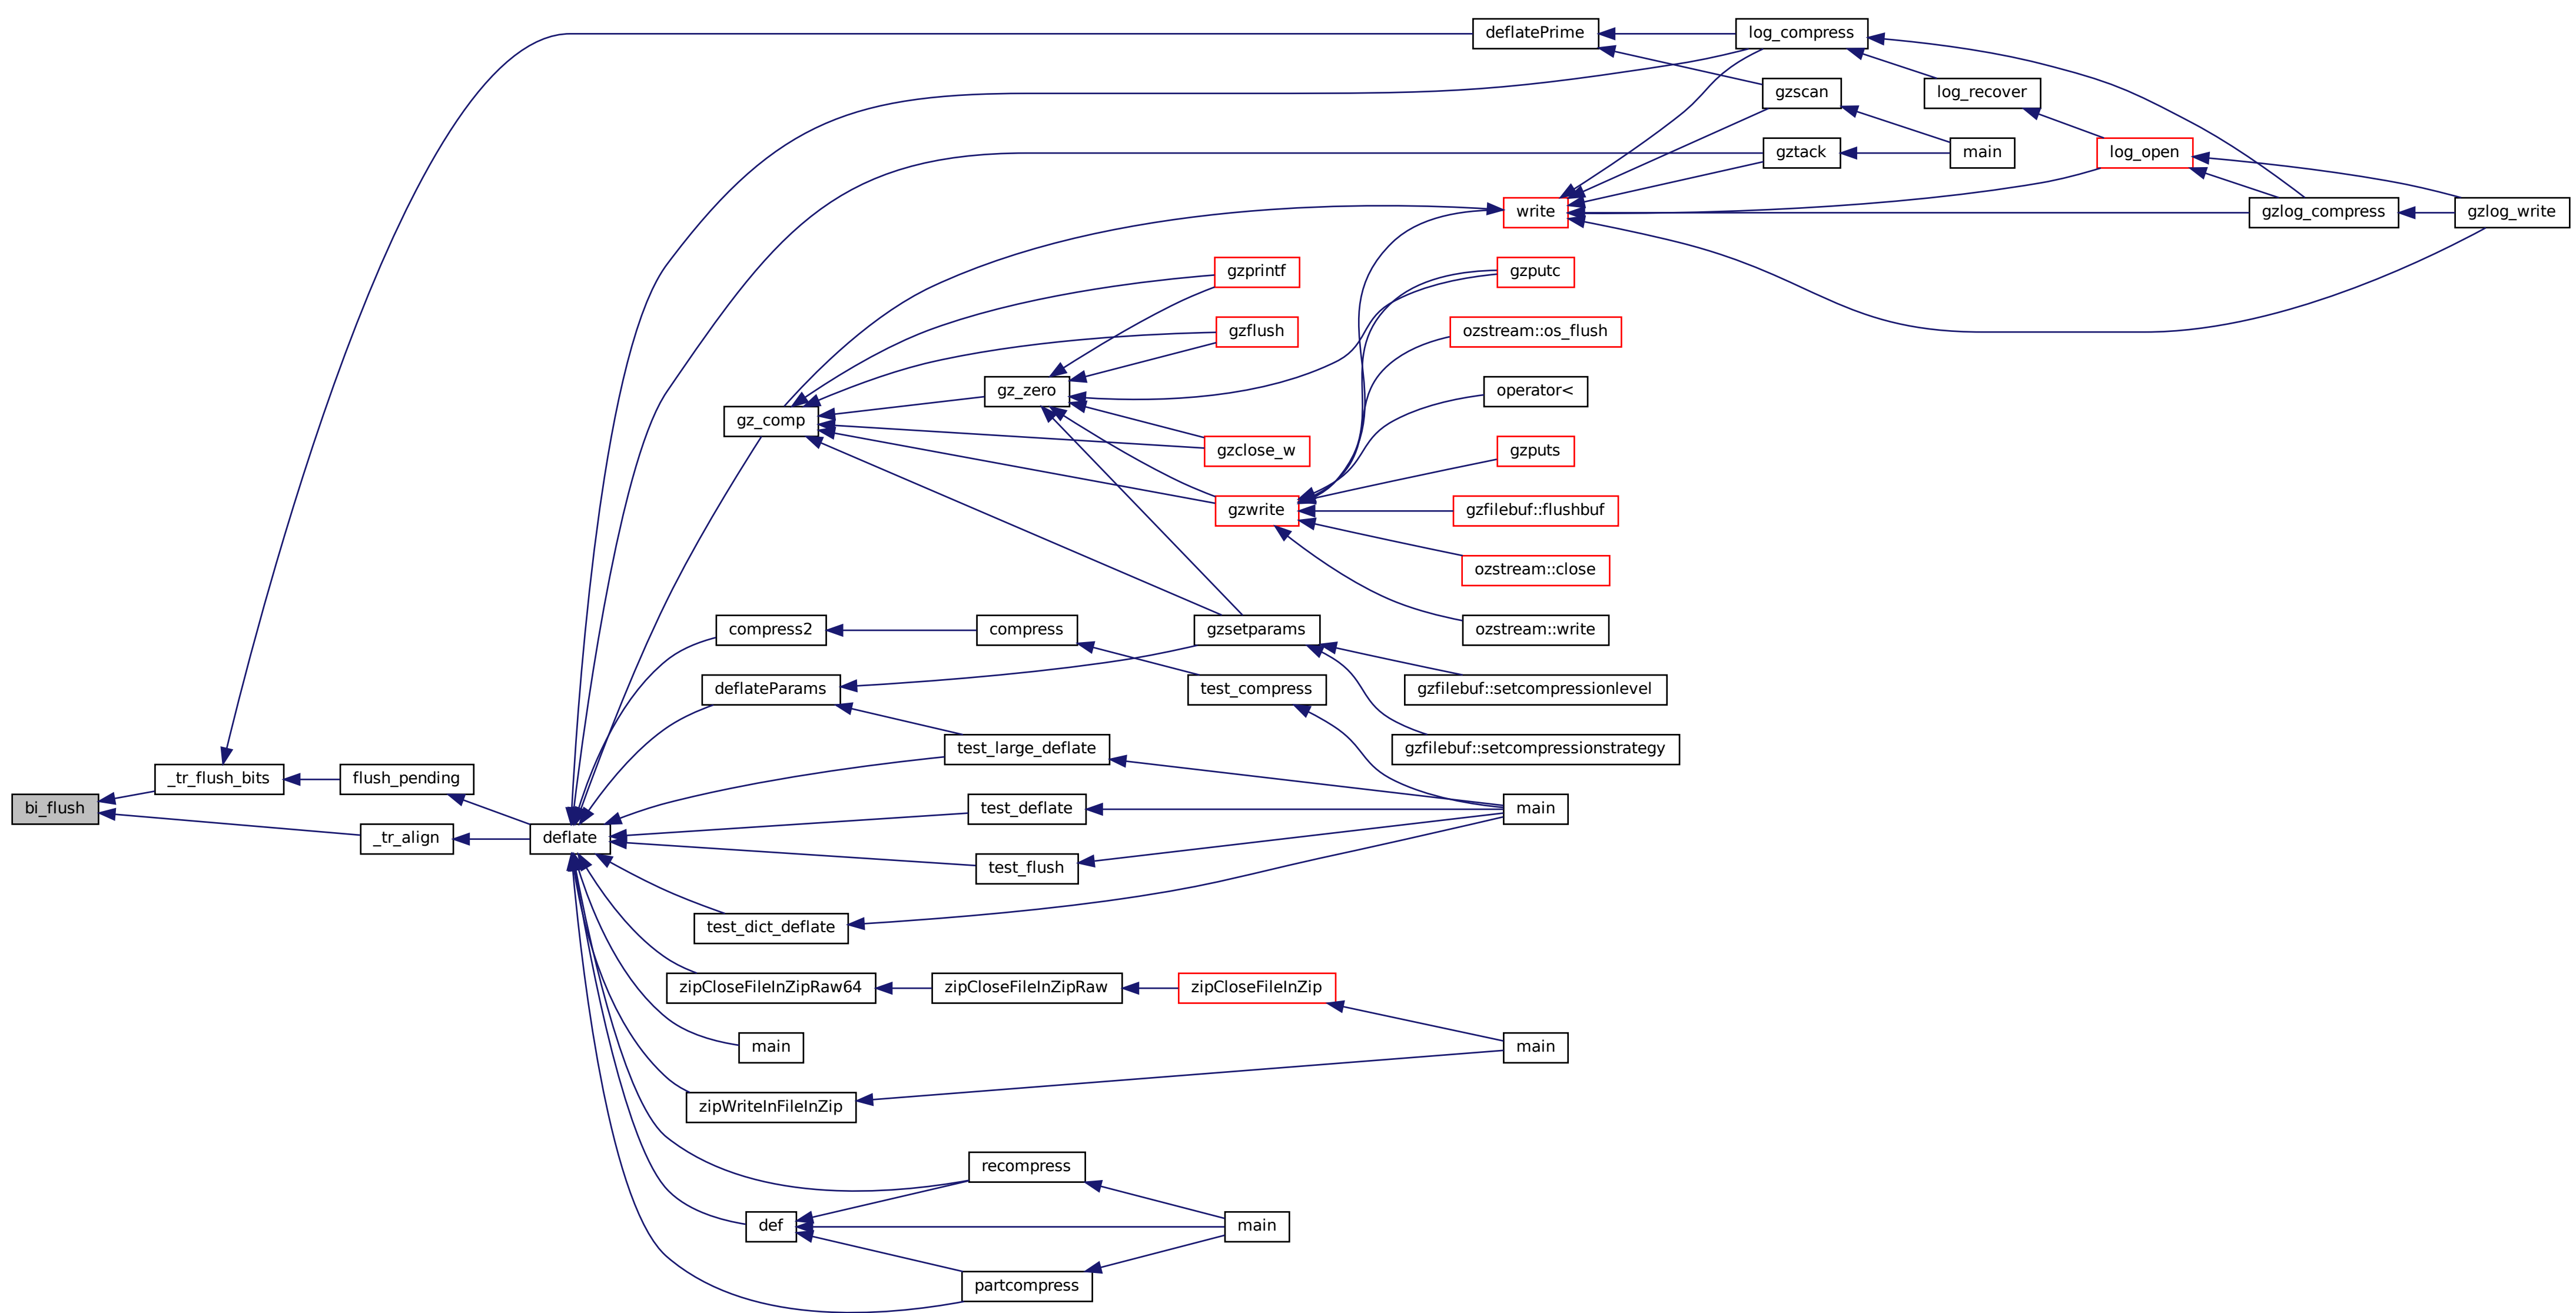 deflatePrime
log_compress
gzscan
log_recover
gztack
main
log_open
write
gzlog_compress
gzlog_write
gzprintf
gzputc
gzflush
ozstream::os_flush
gz_zero
operator<
gz_comp
gzclose_w
gzputs
gzwrite
gzfilebuf::flushbuf
ozstream::close
compress2
compress
gzsetparams
ozstream::write
deflateParams
test_compress
gzfilebuf::setcompressionlevel
test_large_deflate
gzfilebuf::setcompressionstrategy
_tr_flush_bits
flush_pending
bi_flush
test_deflate
main
_tr_align
deflate
test_flush
test_dict_deflate
zipCloseFileInZipRaw64
zipCloseFileInZipRaw
zipCloseFileInZip
main
main
zipWriteInFileInZip
recompress
def
main
partcompress